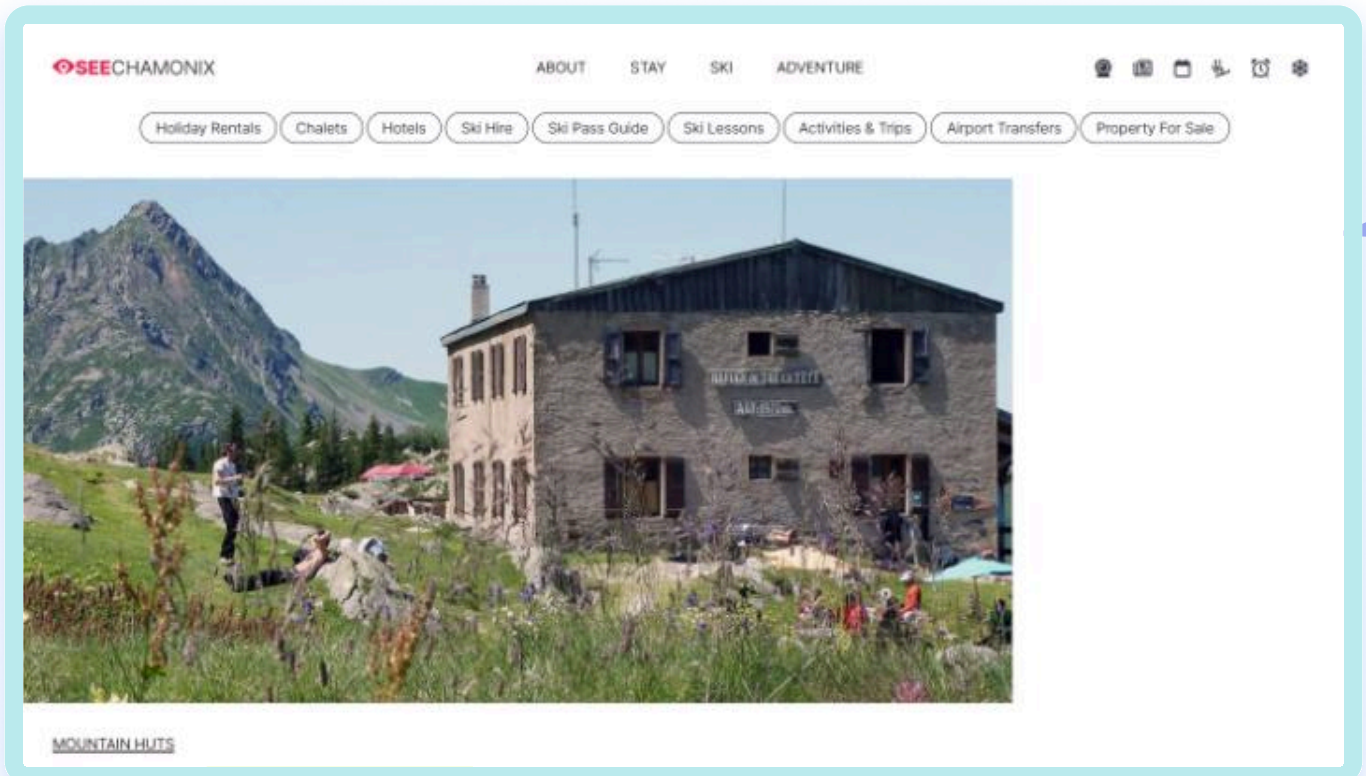 SEECHAMONIX
ABOUT STAY SKI ADVENTURE
Holiday Rentals Chalets Hotels Ski Hire Ski Pass Guide Ski Lessons Activities & Trips Airport Transfers Property For Sale
MOUNTAIN HUTS